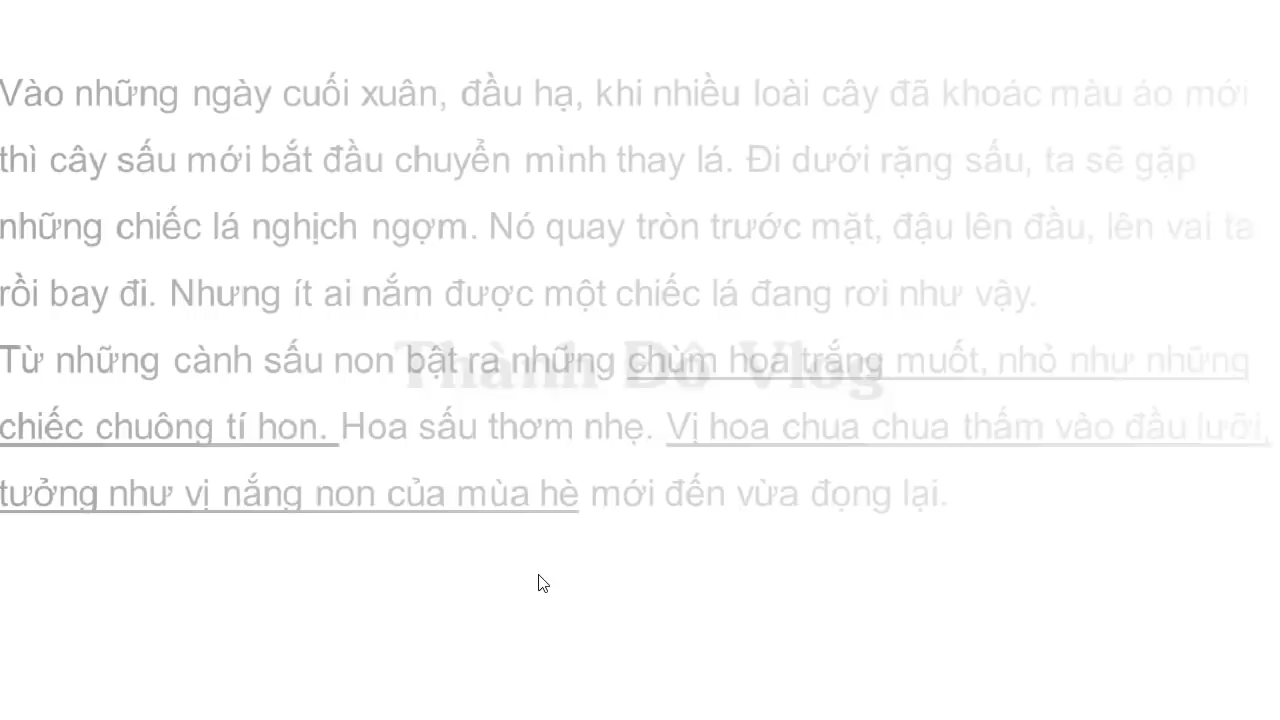 Vào những ngày cuối xuân, đầu hạ, khi nhiều loài cây đã khoác màu áo mới
thì cây sấu mới bắt đầu chuyển mình thay lá. Đi dưới rặng sấu, ta sẽ gặp
những chiếc lá nghịch ngợm. Nó quay tròn trước mặt, đậu lên đầu, lên vai ta
rồi bay đi. Nhưng ít ai nắm được một chiếc lá đang rơi như vậy.
Từ những cành sấu non bật ra những chùm hoa trắng muốt, nhỏ như những
Thành Đô Vlog
chiếc chuông tí hon. Hoa sấu thơm nhẹ. Vị hoa chua chua thấm vào đầu lưỡi,
tưởng như vị nắng non của mùa hè mới đến vừa đọng lại.